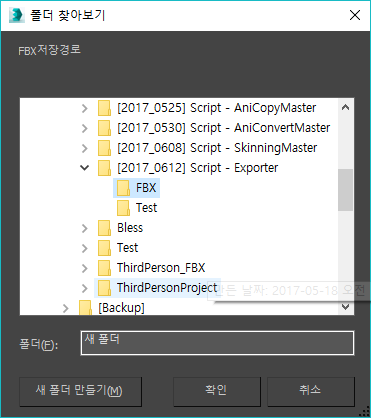 폴더 찾아보기
FBX저장경로
[2017_0525] Script - AniCopyMaster
[2017_0530] Script - AniConvertMaster
[2017_0608] Script - SkinningMaster
[2017_0612] Script - Exporter
FBX
Test
Bless
Test
ThirdPerson_FBX
ThirdPersonProject
만든 날짜: 2017-05-18 오전
[Backup]
폴더(F): 새 폴더
새 폴더 만들기(M) 확인 취소